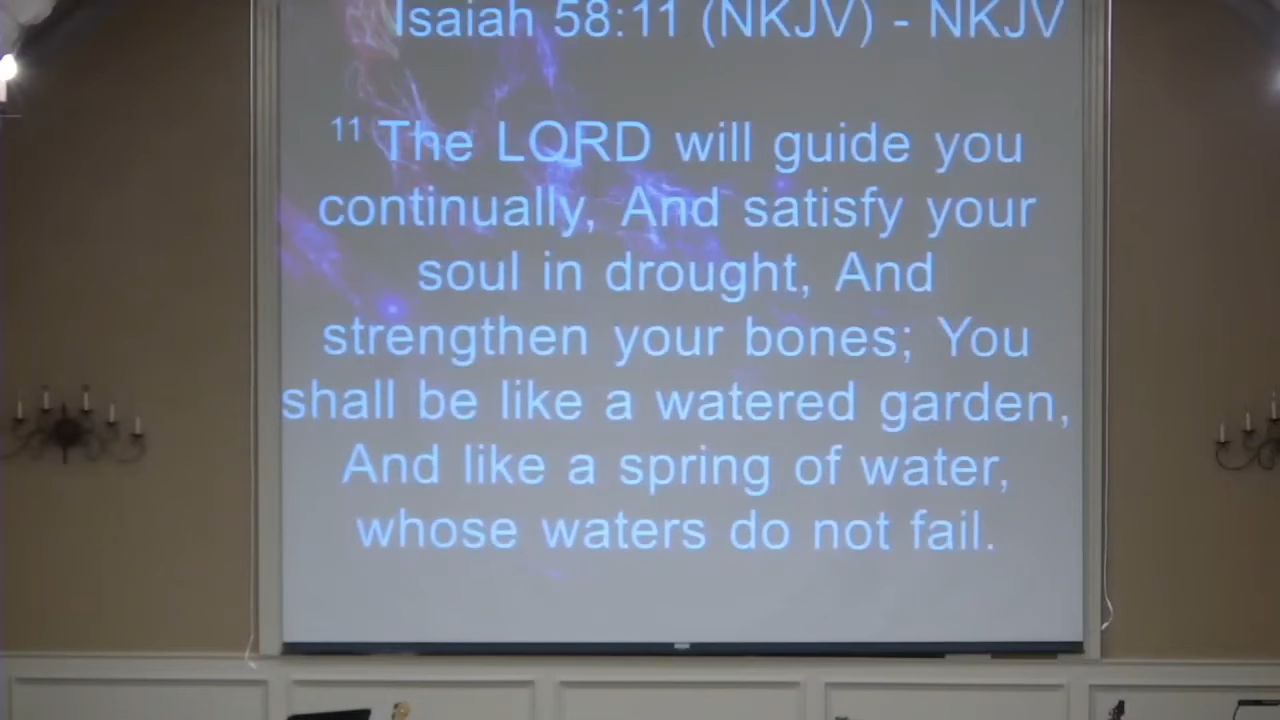 Isaiah 58:11 (NKJV) - NKJV
11 The LORD will guide you
continually, And satisfy your
soul in drought, And
strengthen your bones; You
shall be like a watered garden,
And like a spring of water,
whose waters do not fail.